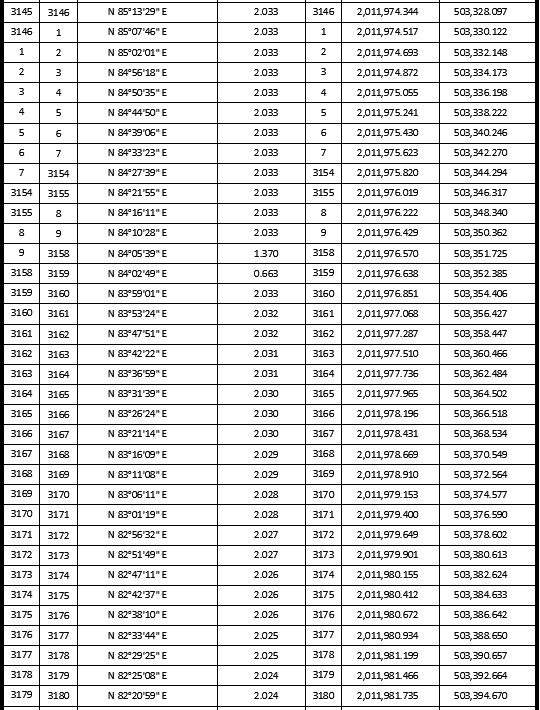 3145 3146 N 85°13'29" E 2.033 3146 2,011,974.344 503,328.097
3146 1 N 85°07'46" E 2.033 1 2,011,974.517 503,330.122
1 2 N 85°02'01" E 2.033 2 2,011,974.693 503,332.148
2 3 N 84°56'18" E 2.033 3 2,011,974.872 503,334.173
3 4 N 84°50'35" E 2.033 4 2,011,975.055 503,336.198
4 5 N 84°44'50" E 2.033 5 2,011,975.241 503,338.222
5 6 N 84°39'06" E 2.033 6 2,011,975.430 503,340.246
6 7 N 84°33'23" E 2.033 7 2,011,975.623 503,342.270
7 3154 N 84°27'39" E 2.033 3154 2,011,975.820 503,344.294
3154 3155 N 84°21'55" E 2.033 3155 2,011,976.019 503,346.317
3155 8 N 84°16'11" E 2.033 8 2,011,976.222 503,348.340
8 9 N 84°10'28" E 2.033 9 2,011,976.429 503,350.362
9 3158 N 84°05'39" E 1.370 3158 2,011,976.570 503,351.725
3158 3159 N 84°02'49" E 0.663 3159 2,011,976.638 503,352.385
3159 3160 N 83°59'01" E 2.033 3160 2,011,976.851 503,354.406
3160 3161 N 83°53'24" E 2.032 3161 2,011,977.068 503,356.427
3161 3162 N 83°47'51" E 2.032 3162 2,011,977.287 503,358.447
3162 3163 N 83°42'22" E 2.031 3163 2,011,977.510 503,360.466
3163 3164 N 83°36'59" E 2.031 3164 2,011,977.736 503,362.484
3164 3165 N 83°31'39" E 2.030 3165 2,011,977.965 503,364.502
3165 3166 N 83°26'24" E 2.030 3166 2,011,978.196 503,366.518
3166 3167 N 83°21'14" E 2.030 3167 2,011,978.431 503,368.534
3167 3168 N 83°16'09" E 2.029 3168 2,011,978.669 503,370.549
3168 3169 N 83°11'08" E 2.029 3169 2,011,978.910 503,372.564
3169 3170 N 83°06'11" E 2.028 3170 2,011,979.153 503,374.577
3170 3171 N 83°01'19" E 2.028 3171 2,011,979.400 503,376.590
3171 3172 N 82°56'32" E 2.027 3172 2,011,979.649 503,378.602
3172 3173 N 82°51'49" E 2.027 3173 2,011,979.901 503,380.613
3173 3174 N 82°47'11" E 2.026 3174 2,011,980.155 503,382.624
3174 3175 N 82°42'37" E 2.026 3175 2,011,980.412 503,384.633
3175 3176 N 82°38'10" E 2.026 3176 2,011,980.672 503,386.642
3176 3177 N 82°33'44" E 2.025 3177 2,011,980.934 503,388.650
3177 3178 N 82°29'25" E 2.025 3178 2,011,981.199 503,390.657
3178 3179 N 82°25'08" E 2.024 3179 2,011,981.466 503,392.664
3179 3180 N 82°20'59" E 2.024 3180 2,011,981.735 503,394.670